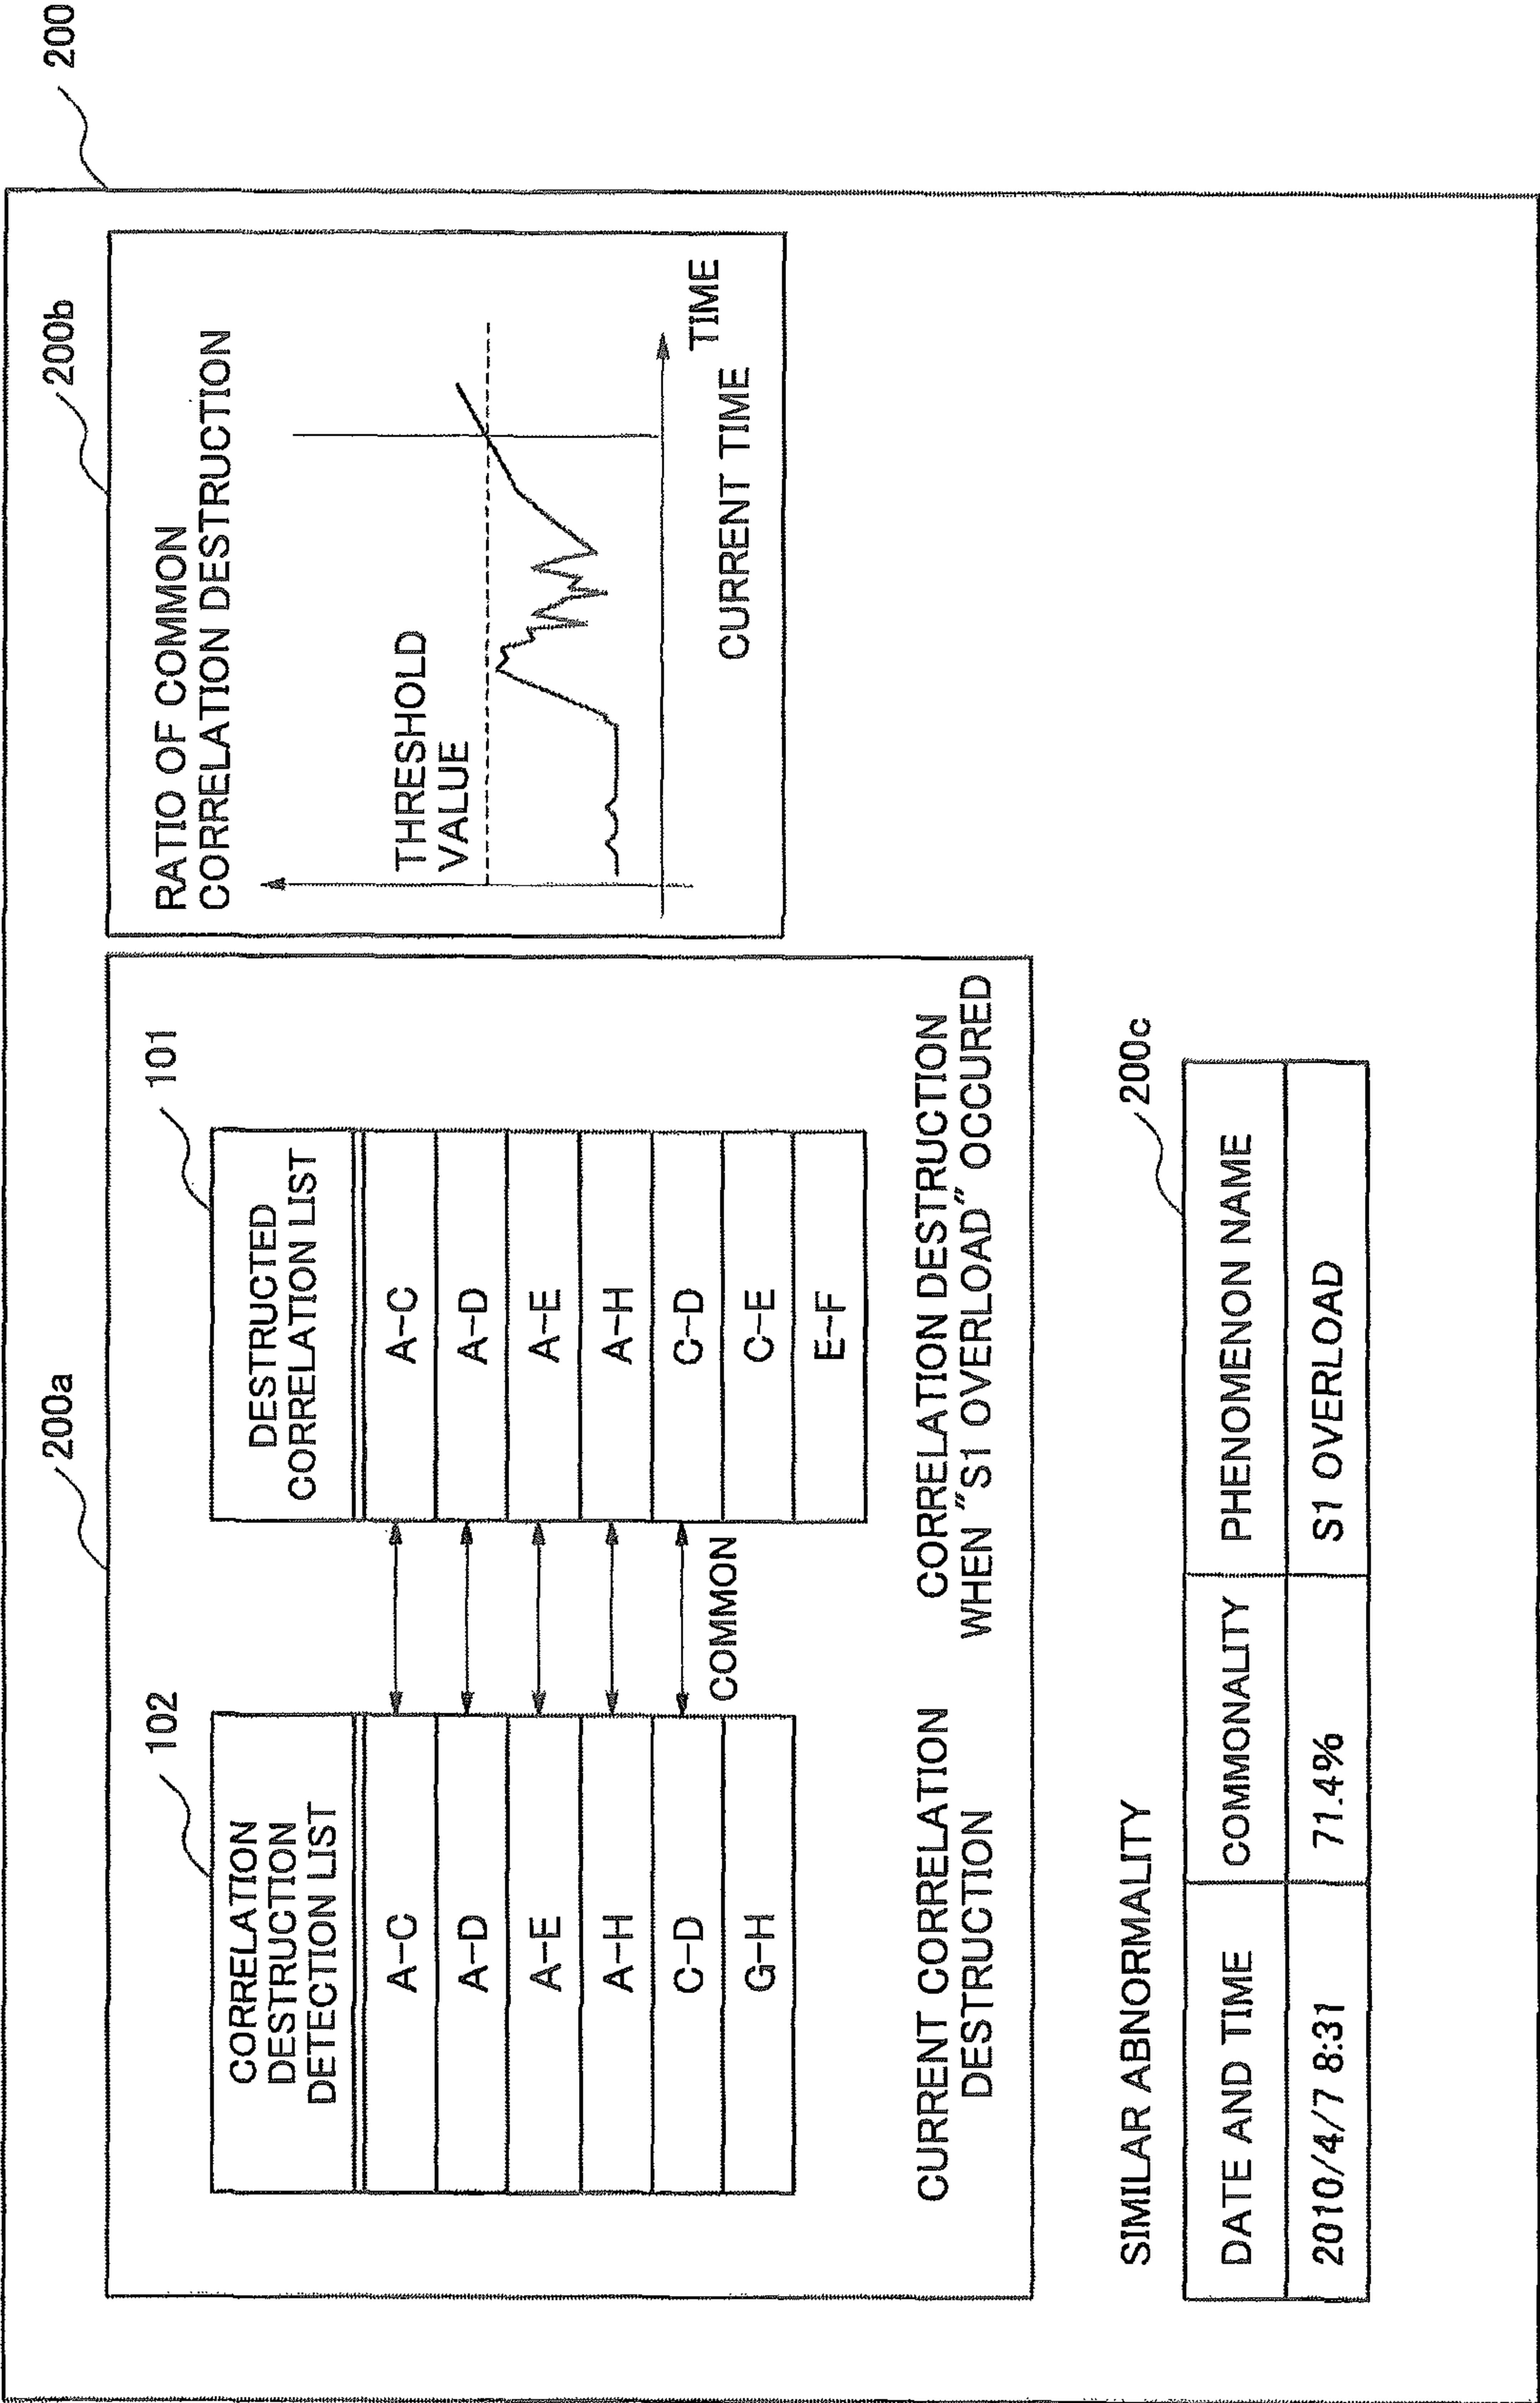 200
200a
200b
102
101
CORRELATION
DESTRUCTION
DETECTION LIST
A-C
A-D
A-E
A-H
C-D
G-H
COMMON
DESTRUCTED
CORRELATION LIST
A-C
A-D
A-E
A-H
C-D
C-E
E-F
CURRENT CORRELATION
DESTRUCTION
CORRELATION DESTRUCTION
WHEN "S1 OVERLOAD" OCCURED
RATIO OF COMMON
CORRELATION DESTRUCTION
THRESHOLD
VALUE
TIME
CURRENT TIME
SIMILAR ABNORMALITY
200c
DATE AND TIME COMMONALITY PHENOMENON NAME
2010/4/7 8:31 71.4% S1 OVERLOAD